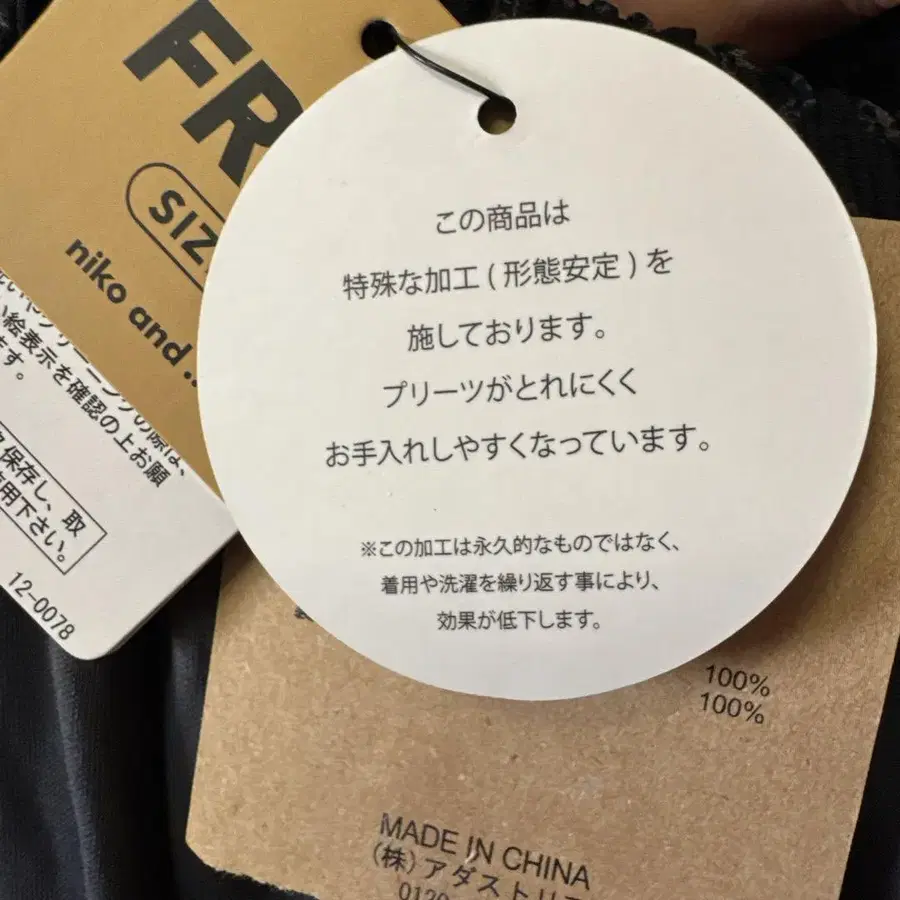 FR
SIZ
niko and ...
の際は、
い絵表示を確認の上お願
ます。
保存し、取
用下さい。
12-0078
この商品は
特殊な加工(形態安定)を
施しております。
プリーツがとれにくく
お手入れしやすくなっています。
※この加工は永久的なものではなく、
着用や洗濯を繰り返す事により、
効果が低下します。
100%
100%
MADE IN CHINA
(株)アダストリア
0120